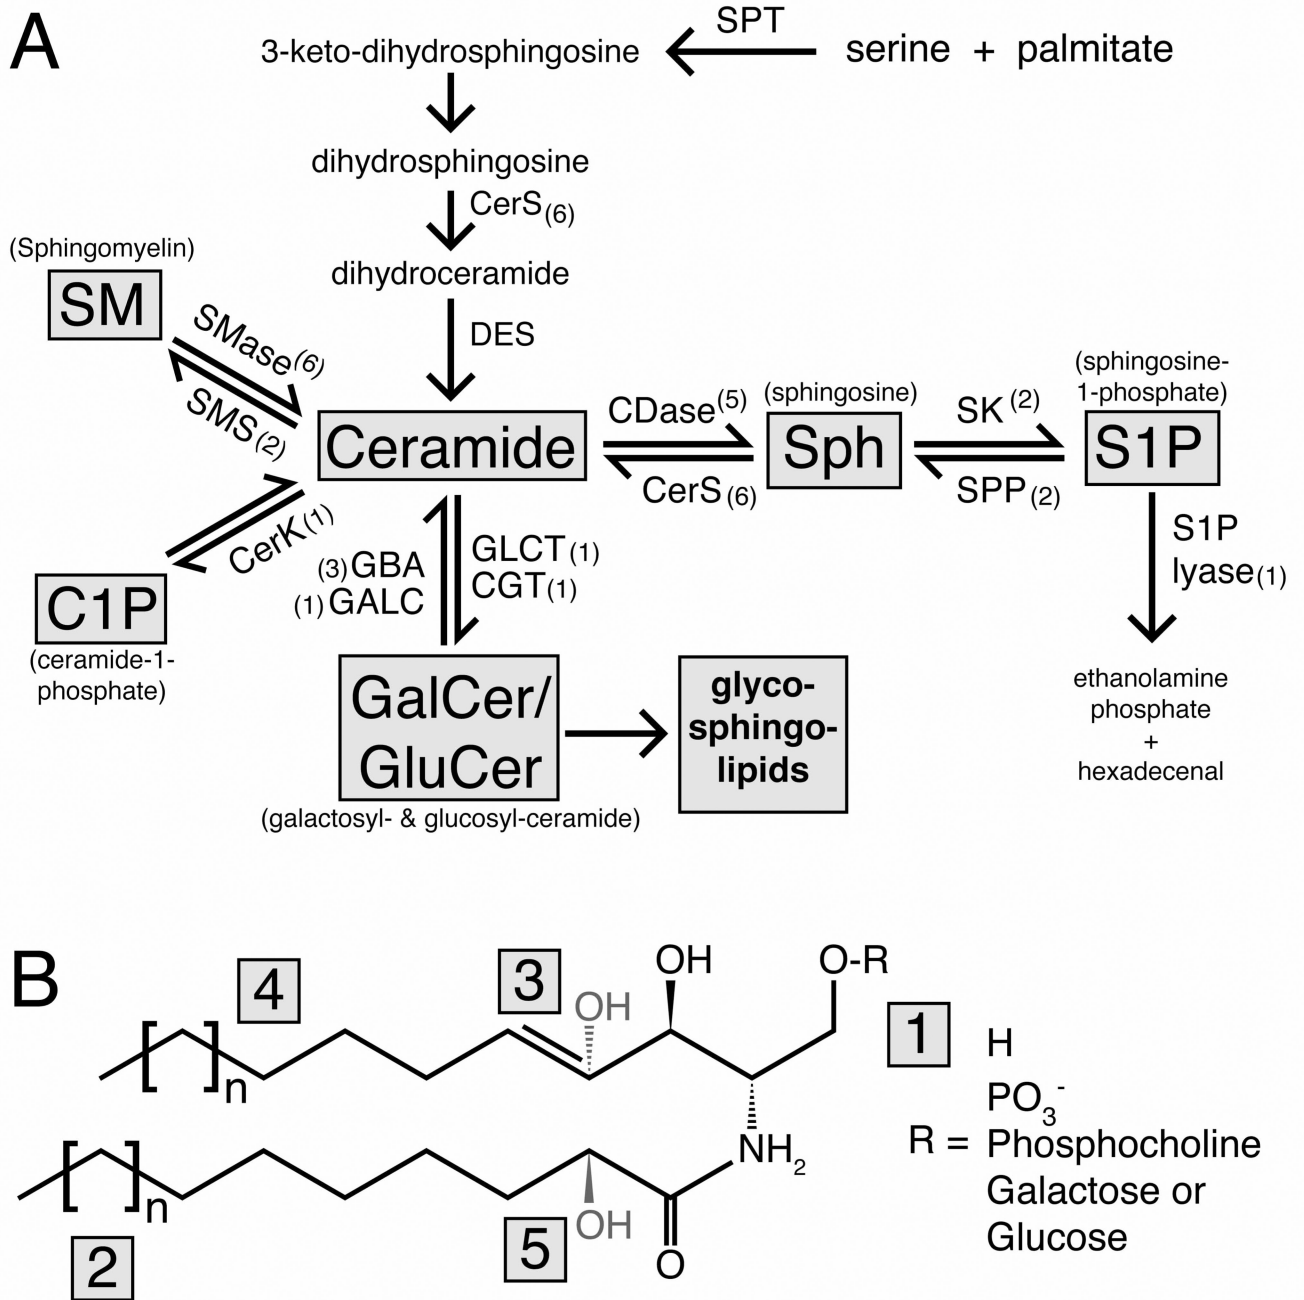 A
3-keto-dihydrosphingosine
SPT
serine + palmitate
dihydrosphingosine
CerS(6)
dihydroceramide
DES
(Sphingomyelin)
SM
SMase(6)
SMS(2)
Ceramide
CDase(5)
CerS(6)
(sphingosine)
Sph
SK(2)
SPP(2)
(sphingosine-
1-phosphate)
S1P
S1P
lyase(1)
ethanolamine
phosphate
+
hexadecenal
CerK(1)
C1P
(ceramide-1-
phosphate)
(3)GBA
(1)GALC
GLCT(1)
CGT(1)
GalCer/
GluCer
(galactosyl- & glucosyl-ceramide)
glyco-
sphingo-
lipids
B
4
3
OH
OH
O-R
1
n
NH2
n
2
5
OH
O
H
PO3-
R = Phosphocholine
Galactose or
Glucose